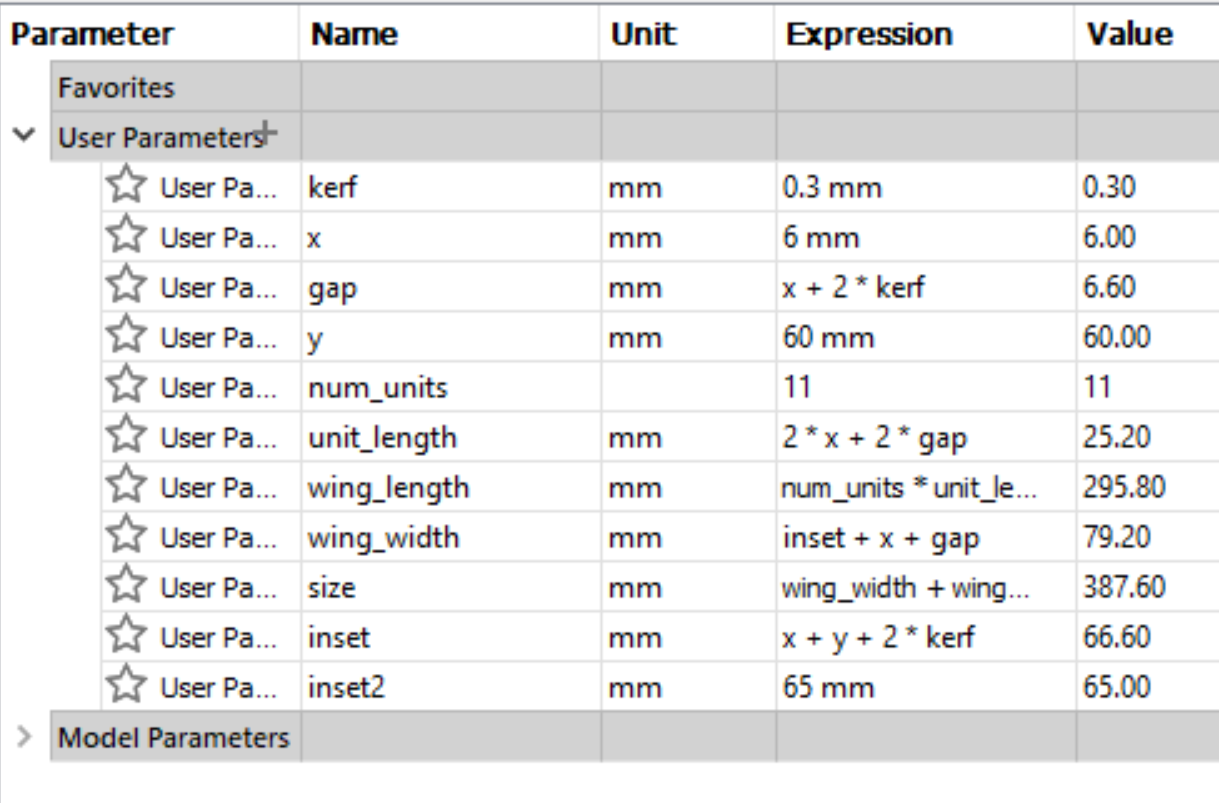 Parameter Name Unit Expression Value
Favorites
User Parameters
User Pa... kerf mm 0.3 mm 0.30
User Pa... x mm 6 mm 6.00
User Pa... gap mm x + 2 * kerf 6.60
User Pa... y mm 60 mm 60.00
User Pa... num_units 11 11
User Pa... unit_length mm 2 * x + 2 * gap 25.20
User Pa... wing_length mm num_units * unit_le... 295.80
User Pa... wing_width mm inset + x + gap 79.20
User Pa... size mm wing_width + wing... 387.60
User Pa... inset mm x + y + 2 * kerf 66.60
User Pa... inset2 mm 65 mm 65.00
Model Parameters